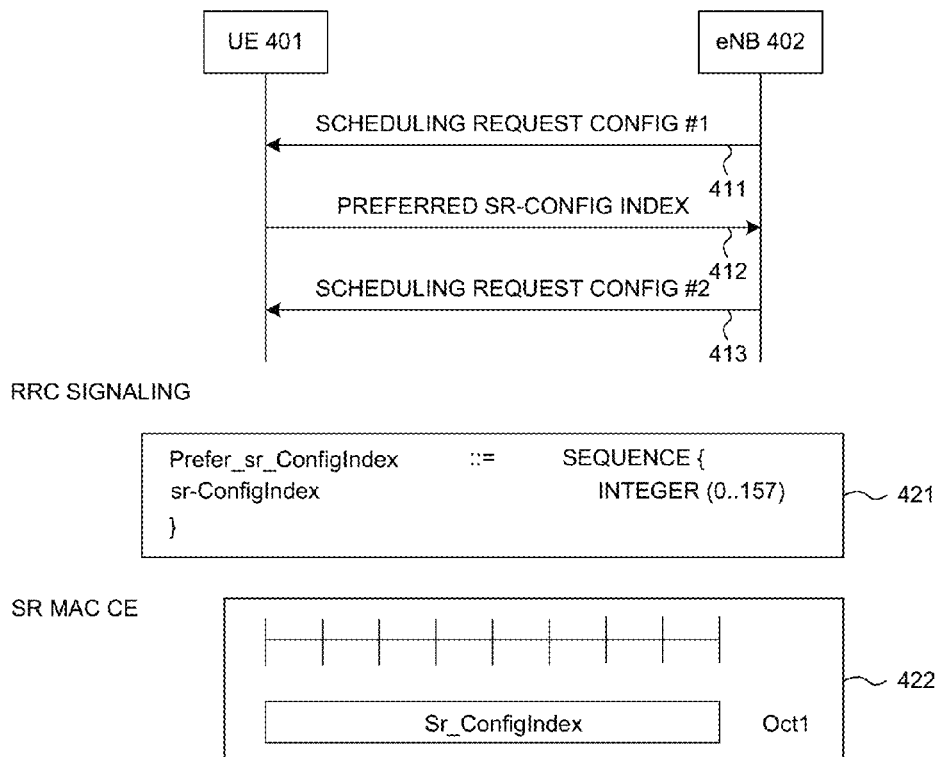 UE 401
eNB 402
SCHEDULING REQUEST CONFIG #1
411
PREFERRED SR-CONFIG INDEX
412
SCHEDULING REQUEST CONFIG #2
413
RRC SIGNALING
Prefer_sr_ConfigIndex ::= SEQUENCE {
sr-ConfigIndex INTEGER (0..157)
}
421
SR MAC CE
422
Sr_ConfigIndex Oct1